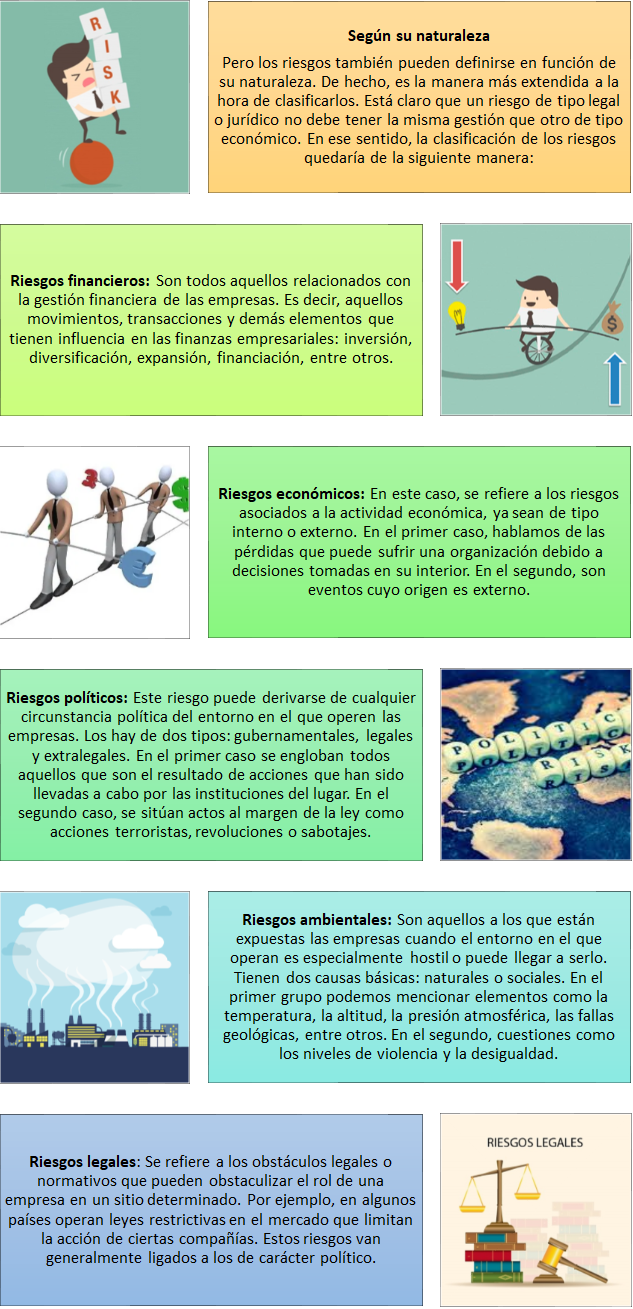 R
I
S
K
Según su naturaleza
Pero los riesgos también pueden definirse en función de
su naturaleza. De hecho, es la manera más extendida a la
hora de clasificarlos. Está claro que un riesgo de tipo legal
o jurídico no debe tener la misma gestión que otro de tipo
económico. En ese sentido, la clasificación de los riesgos
quedaría de la siguiente manera:
Riesgos financieros: Son todos aquellos relacionados con
la gestión financiera de las empresas. Es decir, aquellos
movimientos, transacciones y demás elementos que
tienen influencia en las finanzas empresariales: inversión,
diversificación, expansión, financiación, entre otros.
$
Riesgos económicos: En este caso, se refiere a los riesgos
asociados a la actividad económica, ya sean de tipo
interno o externo. En el primer caso, hablamos de las
pérdidas que puede sufrir una organización debido a
decisiones tomadas en su interior. En el segundo, son
eventos cuyo origen es externo.
€
$
Riesgos políticos: Este riesgo puede derivarse de cualquier
circunstancia política del entorno en el que operen las
empresas. Los hay de dos tipos: gubernamentales, legales
y extralegales. En el primer caso se engloban todos
aquellos que son el resultado de acciones que han sido
llevadas a cabo por las instituciones del lugar. En el
segundo caso, se sitúan actos al margen de la ley como
acciones terroristas, revoluciones o sabotajes.
POLITIC
RISK
Riesgos ambientales: Son aquellos a los que están
expuestas las empresas cuando el entorno en el que
operan es especialmente hostil o puede llegar a serlo.
Tienen dos causas básicas: naturales o sociales. En el
primer grupo podemos mencionar elementos como la
temperatura, la altitud, la presión atmosférica, las fallas
geológicas, entre otros. En el segundo, cuestiones como
los niveles de violencia y la desigualdad.
Riesgos legales: Se refiere a los obstáculos legales o
normativos que pueden obstaculizar el rol de una
empresa en un sitio determinado. Por ejemplo, en algunos
países operan leyes restrictivas en el mercado que limitan
la acción de ciertas compañías. Estos riesgos van
generalmente ligados a los de carácter político.
RIESGOS LEGALES